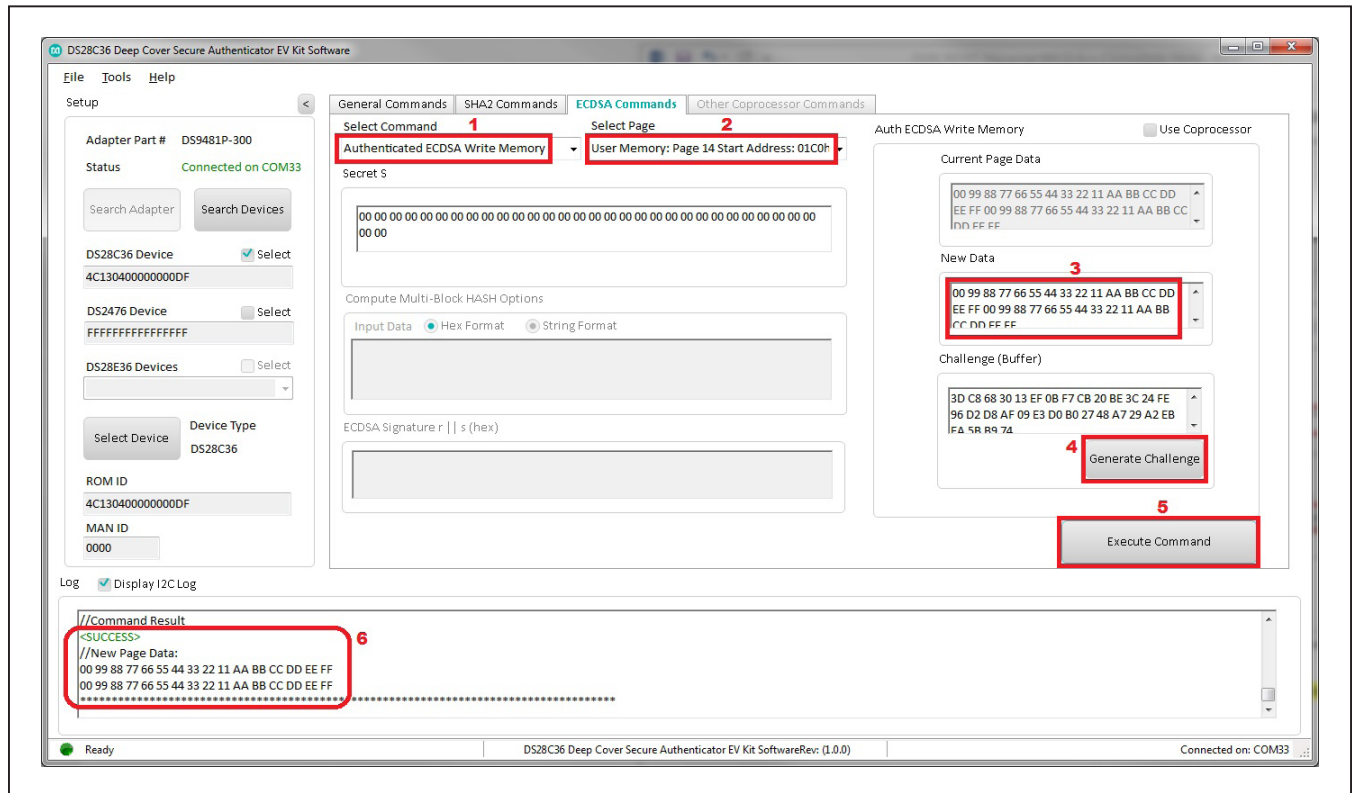 DS28C36 Deep Cover Secure Authenticator EV Kit Software
File Tools Help
Setup
<
Adapter Part # DS9481P-300
Status Connected on COM33
Search Adapter
Search Devices
DS28C36 Device
Select
4C130400000000DF
DS2476 Device
Select
FFFFFFFFFFFFFFFF
DS28E36 Devices
Select
Select Device
Device Type
DS28C36
ROM ID
4C130400000000DF
MAN ID
0000
General Commands
SHA2 Commands
ECDSA Commands
Other Coprocessor Commands
Select Command
1
Authenticated ECDSA Write Memory
Select Page
2
User Memory: Page 14 Start Address: 01C0h
Secret S
00 00 00 00 00 00 00 00 00 00 00 00 00 00 00 00 00 00 00 00 00 00 00 00 00 00 00 00 00 00
00 00
Compute Multi-Block HASH Options
Input Data Hex Format String Format
ECDSA Signature r || s (hex)
Auth ECDSA Write Memory
Use Coprocessor
Current Page Data
00 99 88 77 66 55 44 33 22 11 AA BB CC DD
EE FF 00 99 88 77 66 55 44 33 22 11 AA BB CC
DD EE FF
New Data
3
00 99 88 77 66 55 44 33 22 11 AA BB CC DD
EE FF 00 99 88 77 66 55 44 33 22 11 AA BB
CC DD EE FF
Challenge (Buffer)
3D C8 68 30 13 EF 0B F7 CB 20 BE 3C 24 FE
96 D2 D8 AF 09 E3 D0 B0 27 48 A7 29 A2 EB
EA 5B B9 74
4
Generate Challenge
5
Execute Command
Log Display I2C Log
//Command Result
<SUCCESS>
6
//New Page Data:
00 99 88 77 66 55 44 33 22 11 AA BB CC DD EE FF
00 99 88 77 66 55 44 33 22 11 AA BB CC DD EE FF
*************************************************************************************
Ready
DS28C36 Deep Cover Secure Authenticator EV Kit SoftwareRev: (1.0.0)
Connected on: COM33